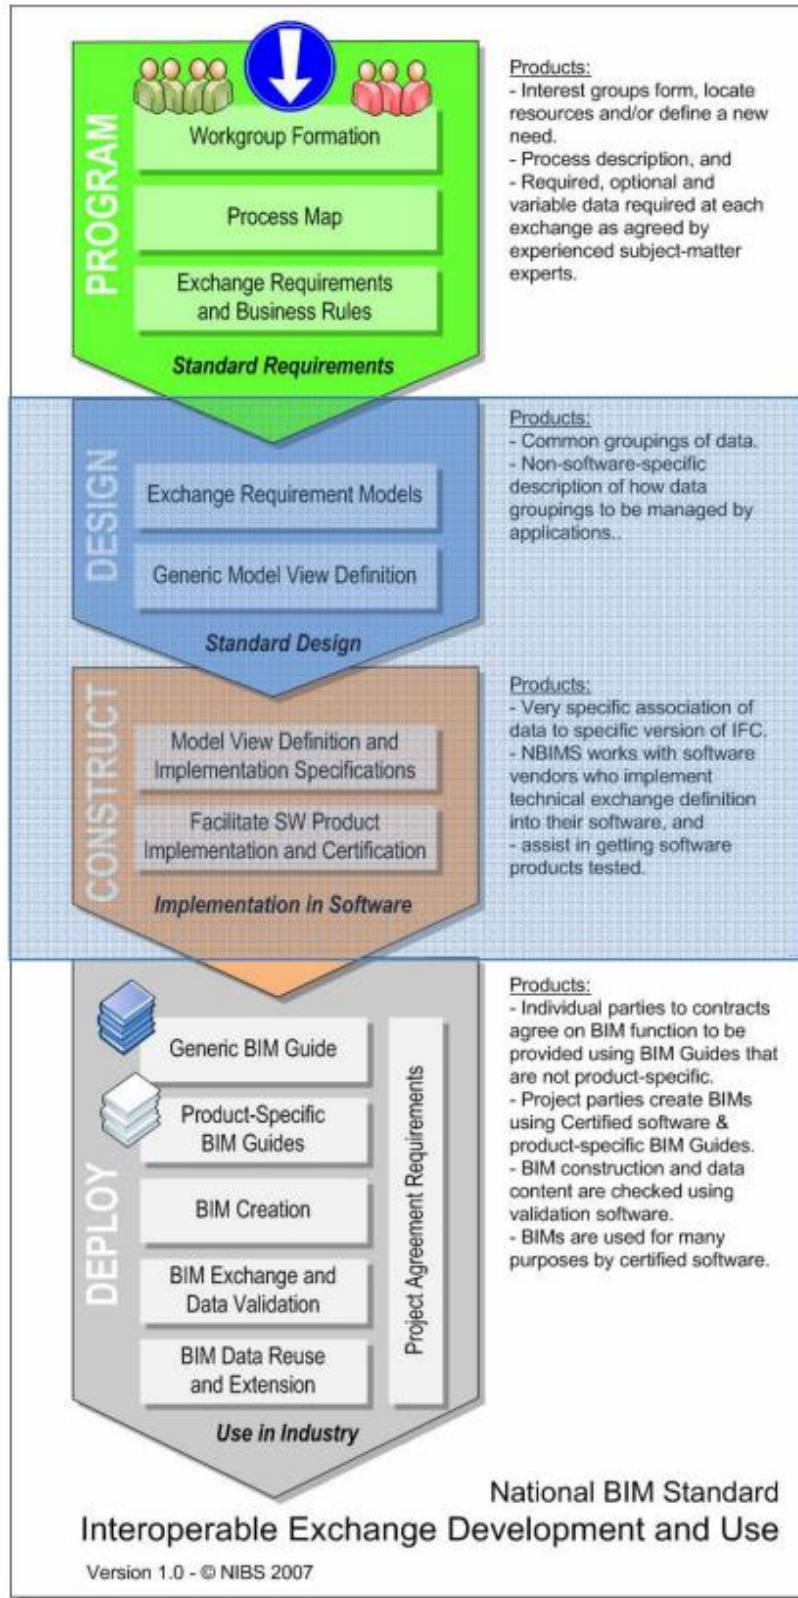 PROGRAM
Workgroup Formation
Process Map
Exchange Requirements
and Business Rules
Standard Requirements
Products:
- Interest groups form, locate
resources and/or define a new
need.
- Process description, and
- Required, optional and
variable data required at each
exchange as agreed by
experienced subject-matter
experts.
DESIGN
Exchange Requirement Models
Generic Model View Definition
Standard Design
Products:
- Common groupings of data.
- Non-software-specific
description of how data
groupings to be managed by
applications..
CONSTRUCT
Model View Definition and
Implementation Specifications
Facilitate SW Product
Implementation and Certification
Implementation in Software
Products:
- Very specific association of
data to specific version of IFC.
- NBIMS works with software
vendors who implement
technical exchange definition
into their software, and
- assist in getting software
products tested.
DEPLOY
Generic BIM Guide
Product-Specific
BIM Guides
BIM Creation
BIM Exchange and
Data Validation
BIM Data Reuse
and Extension
Project Agreement Requirements
Use in Industry
Products:
- Individual parties to contracts
agree on BIM function to be
provided using BIM Guides that
are not product-specific.
- Project parties create BIMs
using Certified software &
product-specific BIM Guides.
- BIM construction and data
content are checked using
validation software.
- BIMs are used for many
purposes by certified software.
National BIM Standard
Interoperable Exchange Development and Use
Version 1.0 - © NIBS 2007